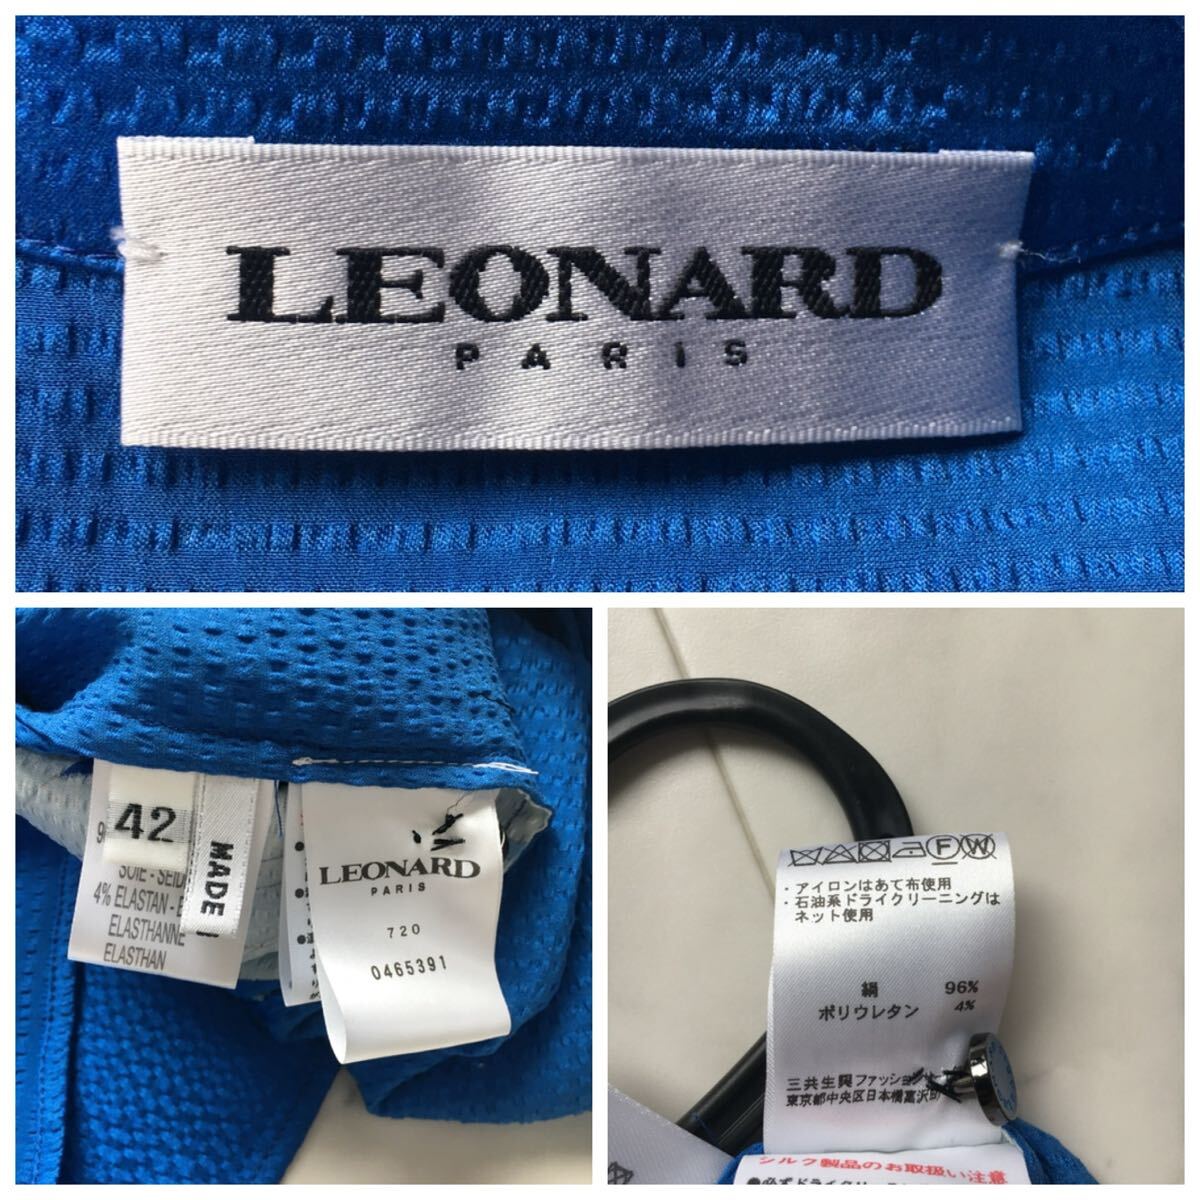 LEONARD
PARIS
42
MADE
SOIE - SEID
4% ELASTAN - E
ELASTHANNE
ELASTHAN
LEONARD
PARIS
720
0465391
F W
・アイロンはあて布使用
・石油系ドライクリーニングは
ネット使用
絹 96%
ポリウレタン 4%
三共生興ファッション
東京都中央区日本橋富沢町
シルク製品のお取扱い注意